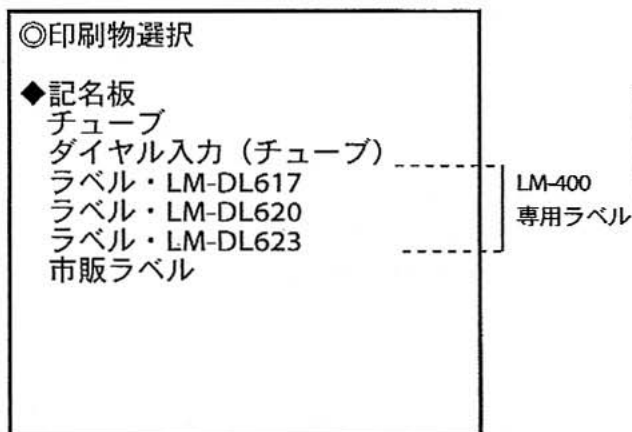 ◎印刷物選択
◆記名板
チューブ
ダイヤル入力（チューブ）
ラベル・LM-DL617
ラベル・LM-DL620
ラベル・LM-DL623
市販ラベル
LM-400
専用ラベル